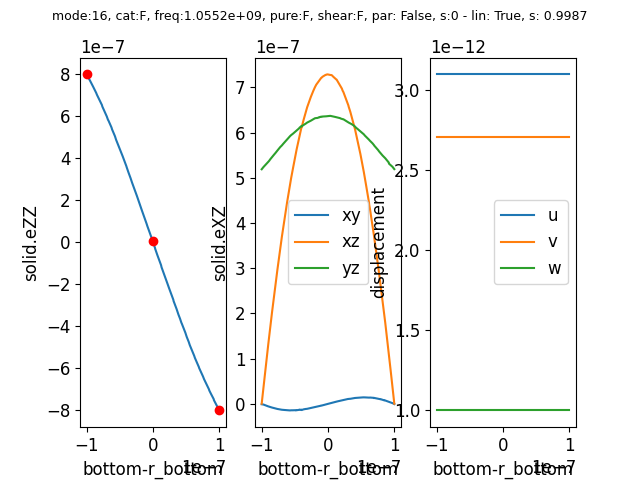 mode:16, cat:F, freq:1.0552e+09, pure:F, shear:F, par: False, s:0 - lin: True, s: 0.9987
1e−7
8
6
4
2
0
−2
−4
−6
−8
solid.eZZ
−1
0
1
1e−7
bottom-r_bottom
1e−7
7
6
5
4
3
2
1
0
solid.eXZ
xy
xz
yz
−1
0
1
1e−7
bottom-r_bottom
1e−12
3.0
2.5
2.0
1.5
1.0
displacement
u
v
w
−1
0
1
1e−7
bottom-r_bottom